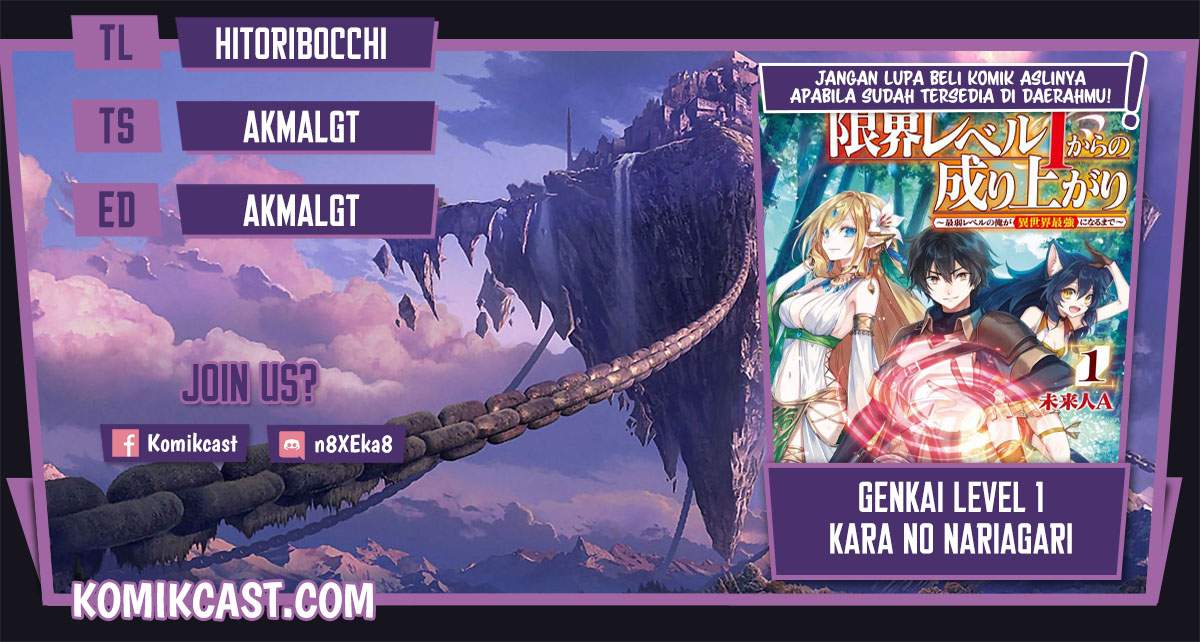 TL
HITORIBOCCHI
TS
AKMALGT
ED
AKMALGT
JOIN US?
Komikcast
n8XEka8
KOMIKCAST.COM
JANGAN LUPA BELI KOMIK ASLINYA
APABILA SUDAH TERSEDIA DI DAERAHMU!
限界レベル1からの
成り上がり
～最弱レベルの俺が異世界最強になるまで～
1
未来人A
GENKAI LEVEL 1
KARA NO NARIAGARI